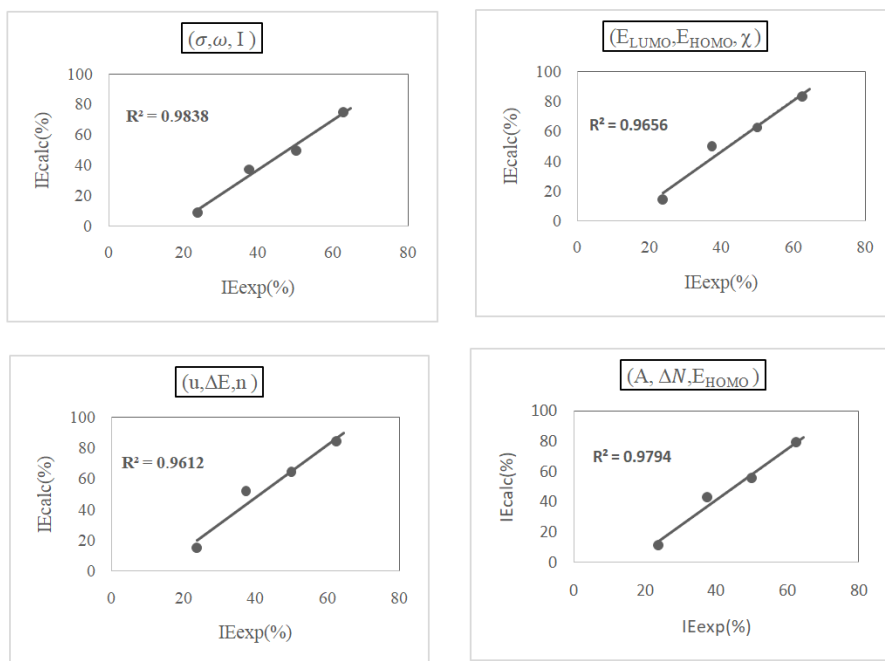 (σ,ω, I )
100
80
60
40
20
0
R² = 0.9838
IEcalc(%)
0 20 40 60 80
IEexp(%)
(E_LUMO,E_HOMO,χ)
100
80
60
40
20
0
R² = 0.9656
IEcalc(%)
0 20 40 60 80
IEexp(%)
(u,ΔE,n )
100
80
60
40
20
0
R² = 0.9612
IEcalc(%)
0 20 40 60 80
IEexp(%)
(A, ΔN,E_HOMO )
100
80
60
40
20
0
R² = 0.9794
IEcalc(%)
0 20 40 60 80
IEexp(%)